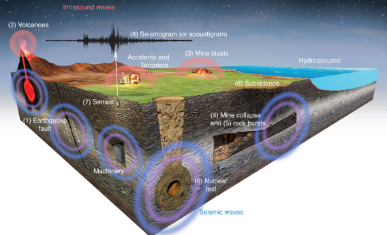 Infrasound waves
(2) Volcanoes
(8) Seismogram (or acoustigram)
Accidents and
Terrorism
(3) Mine blasts
Hydroacoustic
(6) Subsidence
(7) Sensor
(4) Mine collapse
and (5) rock bursts
(1) Earthquake
fault
Machinery
(9) Nuclear
test
Seismic waves